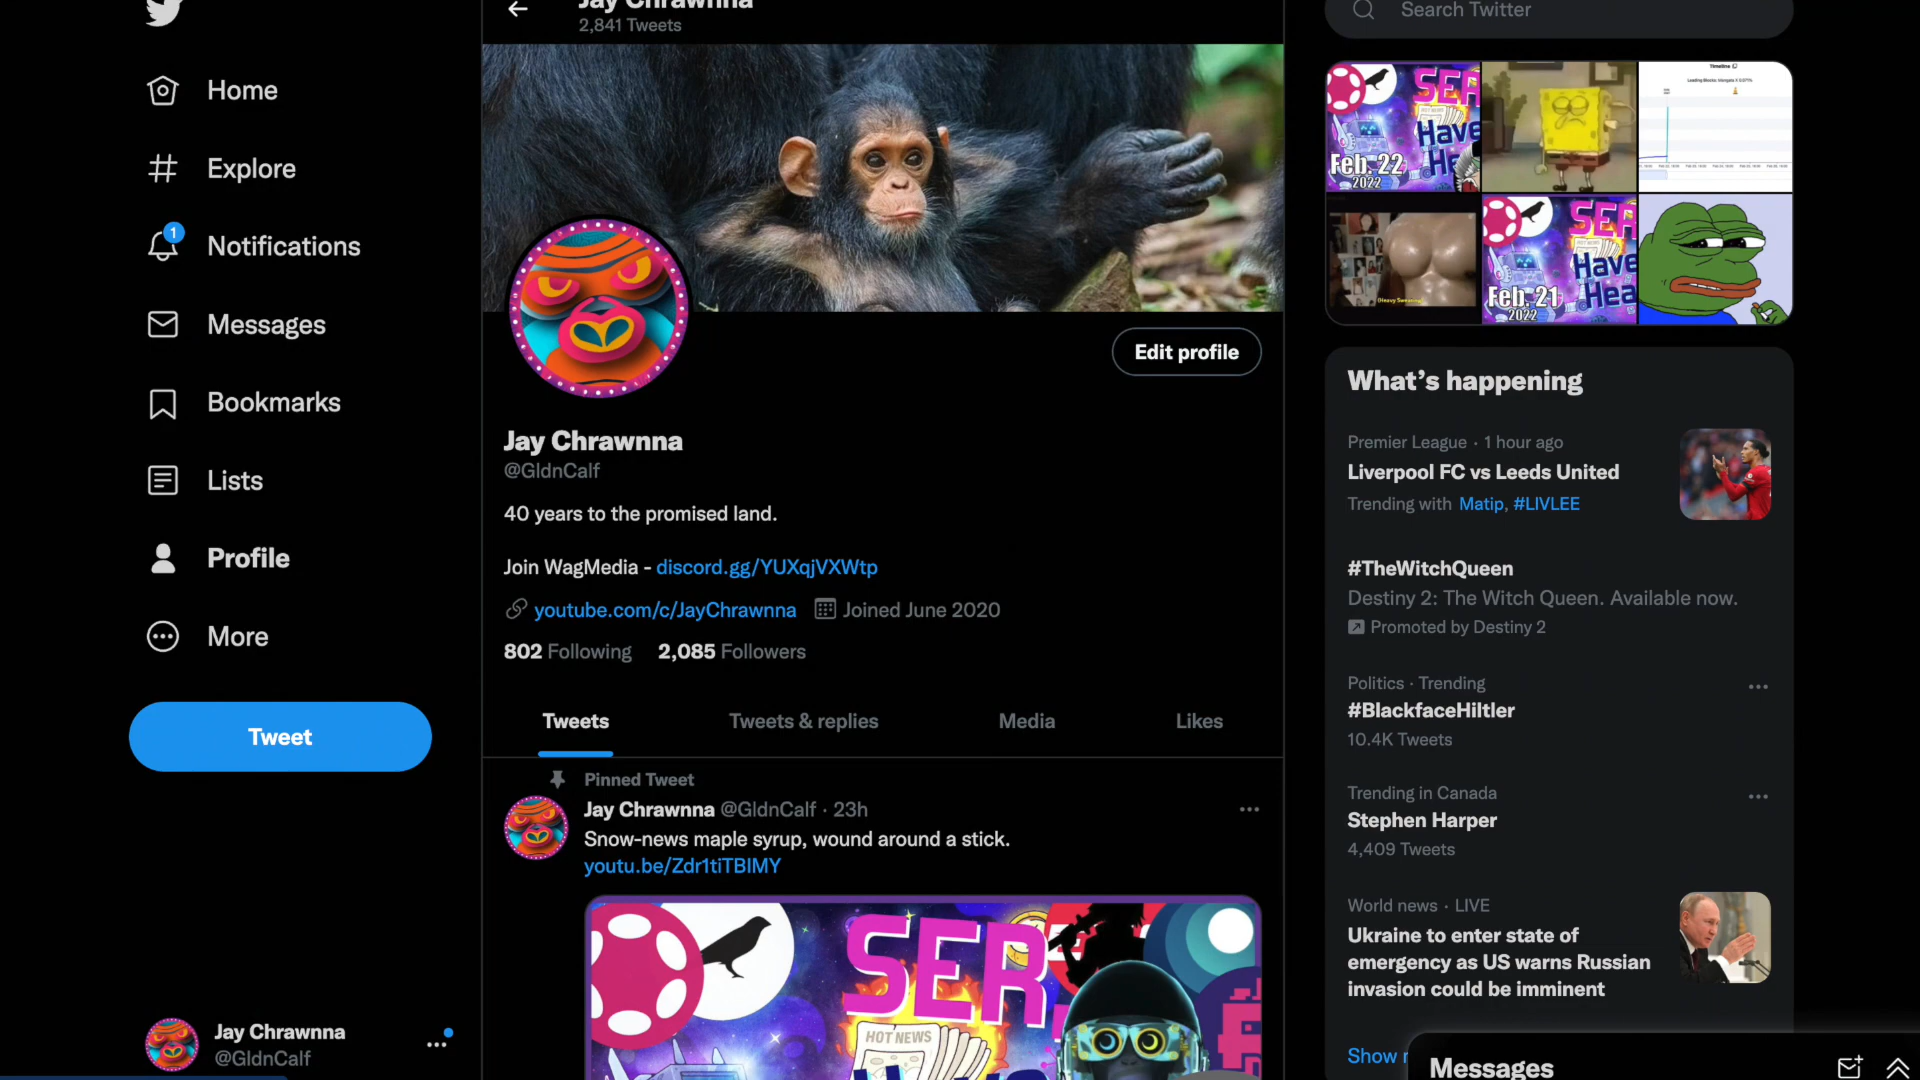 Home
Explore
1
Notifications
Messages
Bookmarks
Lists
Profile
More
Tweet
Jay Chrawnna
@GldnCalf
Jay Chrawnna
2,841 Tweets
Edit profile
Jay Chrawnna
@GldnCalf
40 years to the promised land.
Join WagMedia - discord.gg/YUXqjVXWtp
youtube.com/c/JayChrawnna Joined June 2020
802 Following 2,085 Followers
Tweets Tweets & replies Media Likes
Pinned Tweet
Jay Chrawnna @GldnCalf · 23h
Snow-news maple syrup, wound around a stick.
youtu.be/Zdr1tiTBIMY
SER
HOT NEWS
Search Twitter
SER
Have
Feb. 22
2022
Timeline
(Heavy Sweating)
SER
Have
Hea
Feb. 21
2022
What's happening
Premier League · 1 hour ago
Liverpool FC vs Leeds United
Trending with Matip, #LIVLEE
#TheWitchQueen
Destiny 2: The Witch Queen. Available now.
Promoted by Destiny 2
Politics · Trending
#BlackfaceHiltler
10.4K Tweets
Trending in Canada
Stephen Harper
4,409 Tweets
World news · LIVE
Ukraine to enter state of
emergency as US warns Russian
invasion could be imminent
Show
Messages